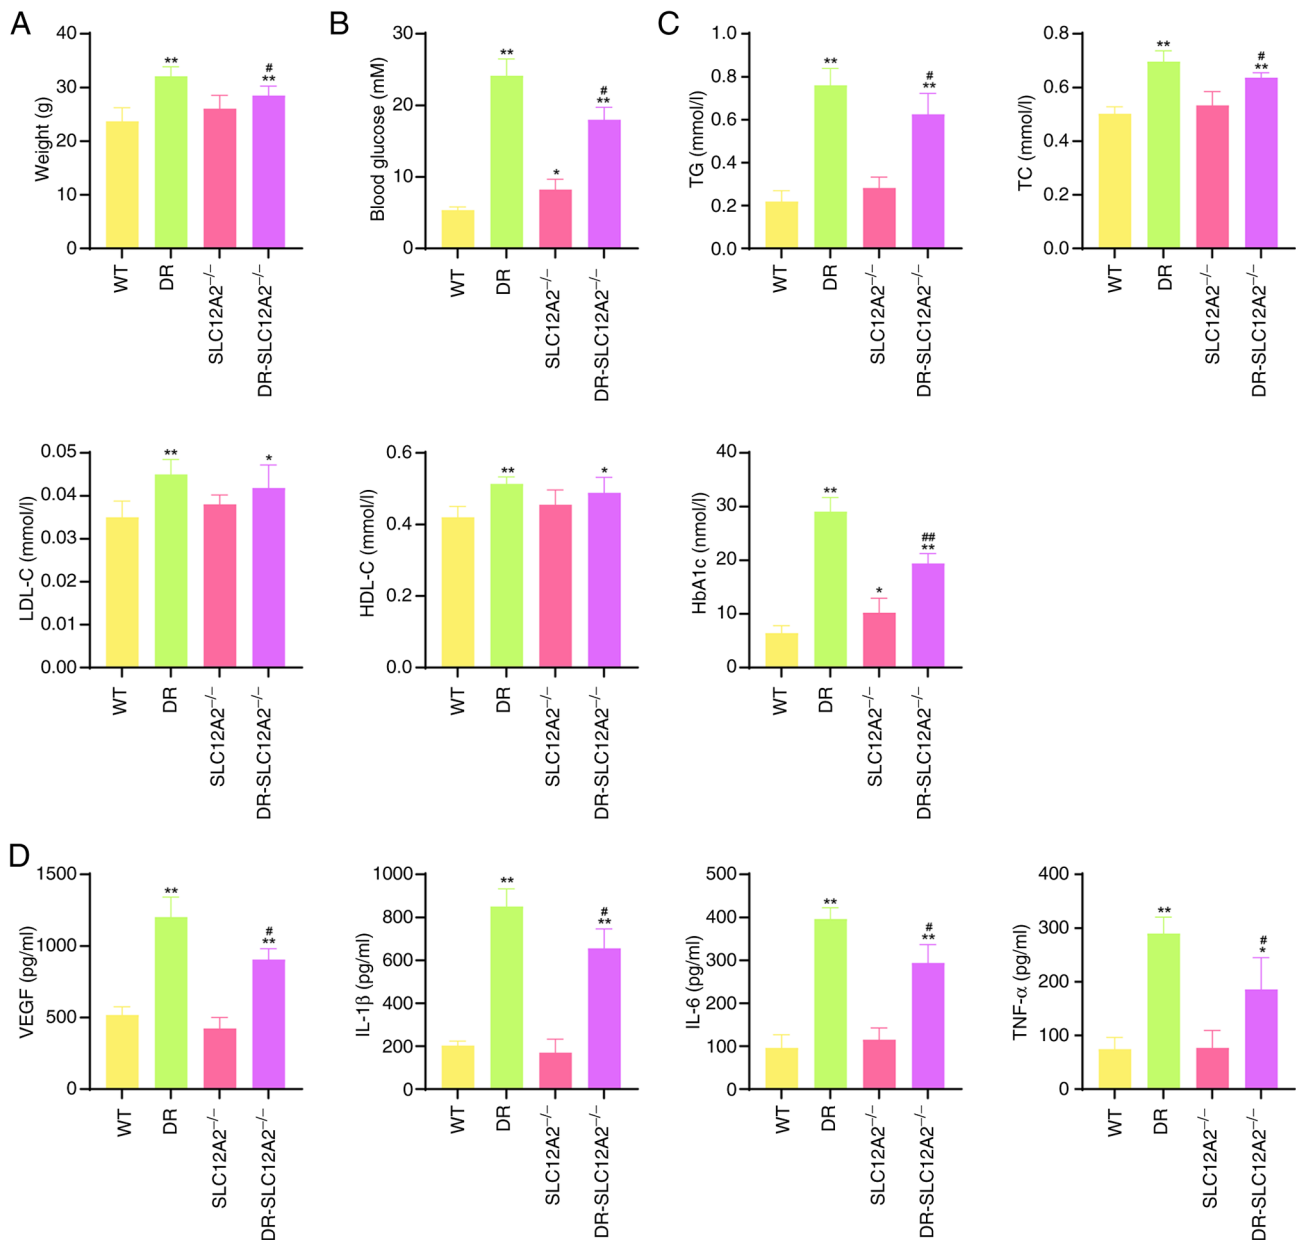 A
Weight (g)
40
30
20
10
0
**
#
**
WT
DR
SLC12A2−/−
DR-SLC12A2−/−
B
Blood glucose (mM)
30
20
10
0
**
*
#
**
WT
DR
SLC12A2−/−
DR-SLC12A2−/−
C
TG (mmol/l)
1.0
0.8
0.6
0.4
0.2
0.0
**
#
**
WT
DR
SLC12A2−/−
DR-SLC12A2−/−
TC (mmol/l)
0.8
0.6
0.4
0.2
0.0
**
#
**
WT
DR
SLC12A2−/−
DR-SLC12A2−/−
LDL-C (mmol/l)
0.05
0.04
0.03
0.02
0.01
0.00
**
*
WT
DR
SLC12A2−/−
DR-SLC12A2−/−
HDL-C (mmol/l)
0.6
0.4
0.2
0.0
**
*
WT
DR
SLC12A2−/−
DR-SLC12A2−/−
HbA1c (nmol/l)
40
30
20
10
0
**
*
##
**
WT
DR
SLC12A2−/−
DR-SLC12A2−/−
D
VEGF (pg/ml)
1500
1000
500
0
**
#
**
WT
DR
SLC12A2−/−
DR-SLC12A2−/−
IL-1β (pg/ml)
1000
800
600
400
200
0
**
#
**
WT
DR
SLC12A2−/−
DR-SLC12A2−/−
IL-6 (pg/ml)
500
400
300
200
100
0
**
#
**
WT
DR
SLC12A2−/−
DR-SLC12A2−/−
TNF-α (pg/ml)
400
300
200
100
0
**
#
*
WT
DR
SLC12A2−/−
DR-SLC12A2−/−